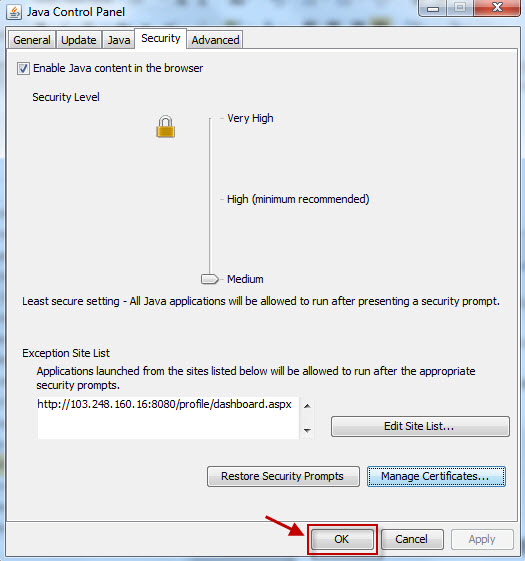 Java Control Panel
General Update Java Security Advanced
Enable Java content in the browser
Security Level
Very High
High (minimum recommended)
Medium
Least secure setting - All Java applications will be allowed to run after presenting a security prompt.
Exception Site List
Applications launched from the sites listed below will be allowed to run after the appropriate
security prompts.
http://103.248.160.16:8080/profile/dashboard.aspx
Edit Site List...
Restore Security Prompts Manage Certificates...
OK Cancel Apply